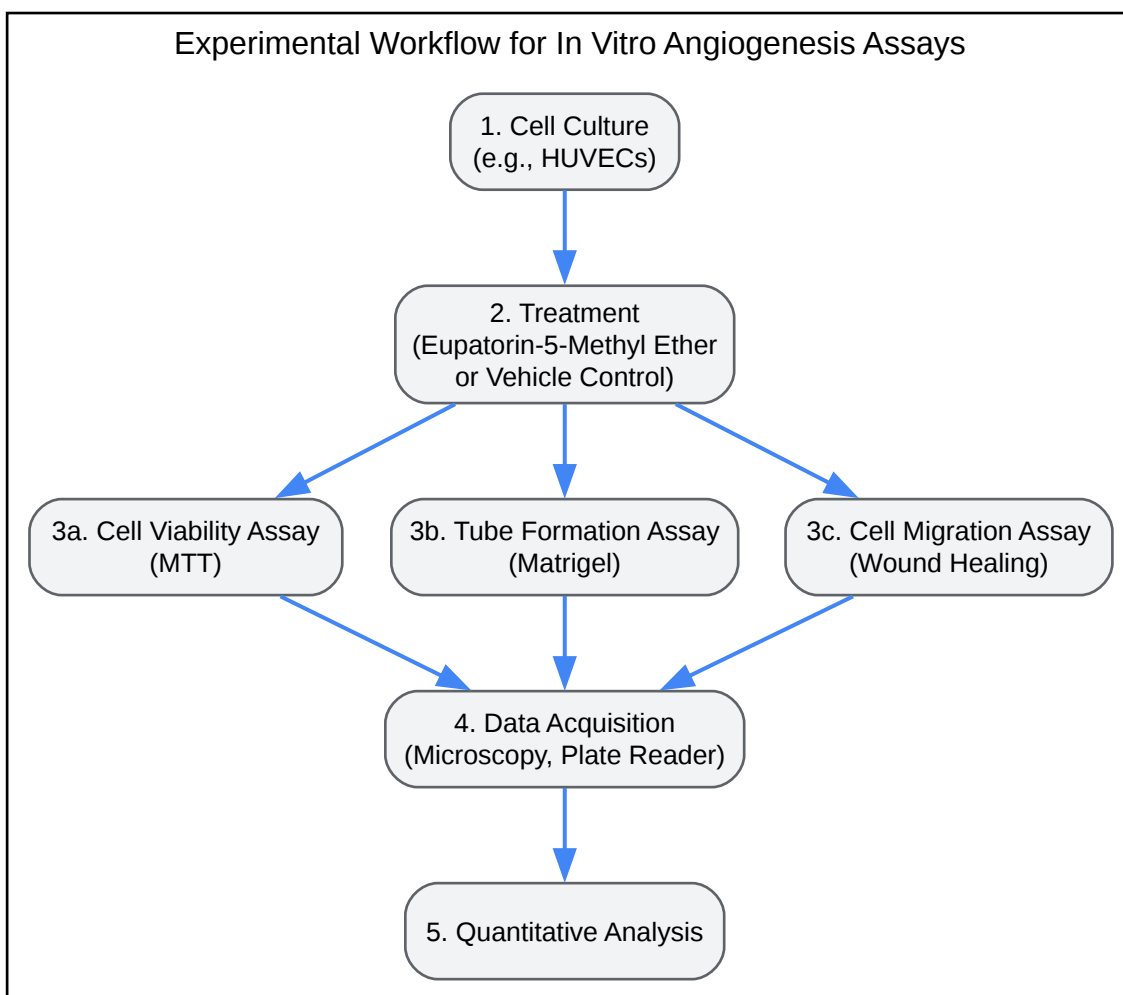 Experimental Workflow for In Vitro Angiogenesis Assays
1. Cell Culture
(e.g., HUVECs)
2. Treatment
(Eupatorin-5-Methyl Ether
or Vehicle Control)
3a. Cell Viability Assay
(MTT)
3b. Tube Formation Assay
(Matrigel)
3c. Cell Migration Assay
(Wound Healing)
4. Data Acquisition
(Microscopy, Plate Reader)
5. Quantitative Analysis